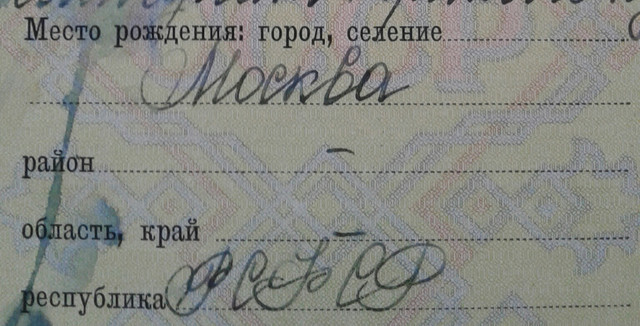 Место рождения: город, селение
Москва
район —
область, край —
республика РСФСР